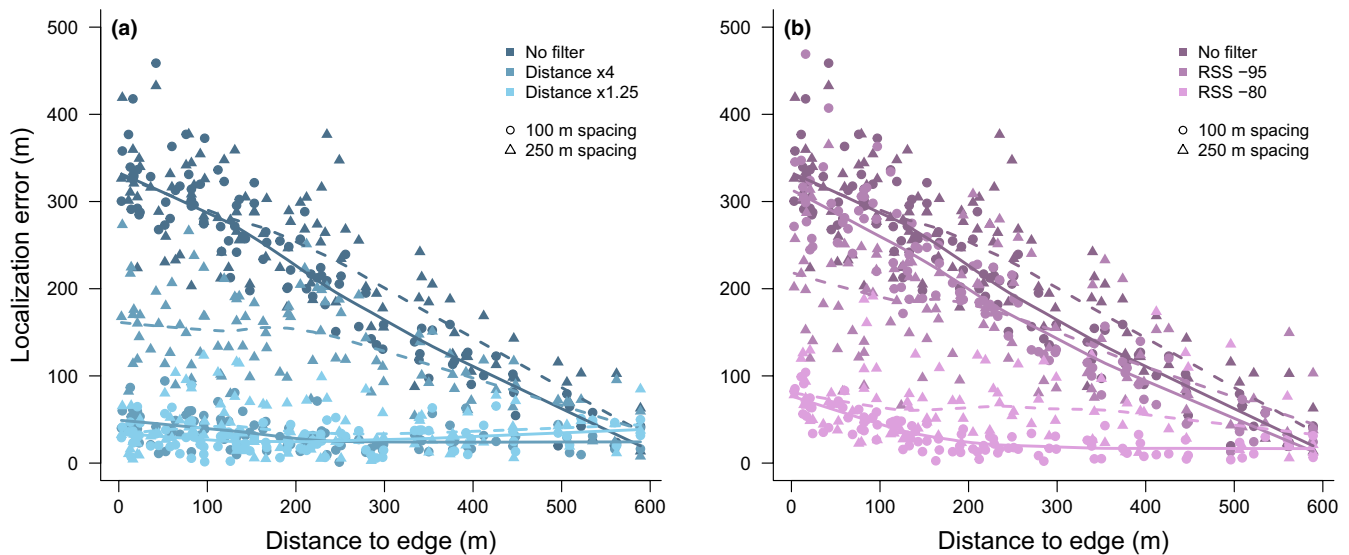 (a)
No filter
Distance x4
Distance x1.25
100 m spacing
250 m spacing
Localization error (m)
500
400
300
200
100
0
0 100 200 300 400 500 600
Distance to edge (m)
(b)
No filter
RSS −95
RSS −80
100 m spacing
250 m spacing
500
400
300
200
100
0
0 100 200 300 400 500 600
Distance to edge (m)